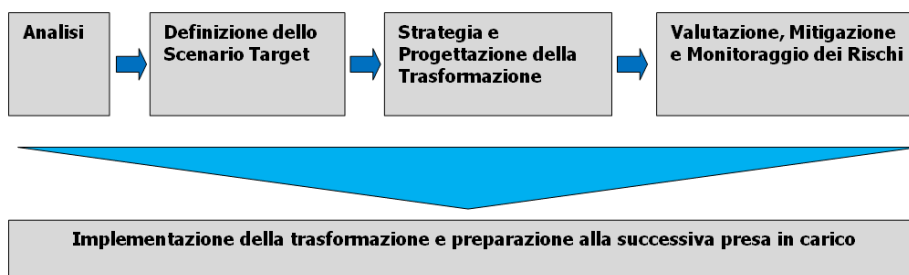 Analisi
Definizione dello
Scenario Target
Strategia e
Progettazione della
Trasformazione
Valutazione, Mitigazione
e Monitoraggio dei Rischi
Implementazione della trasformazione e preparazione alla successiva presa in carico